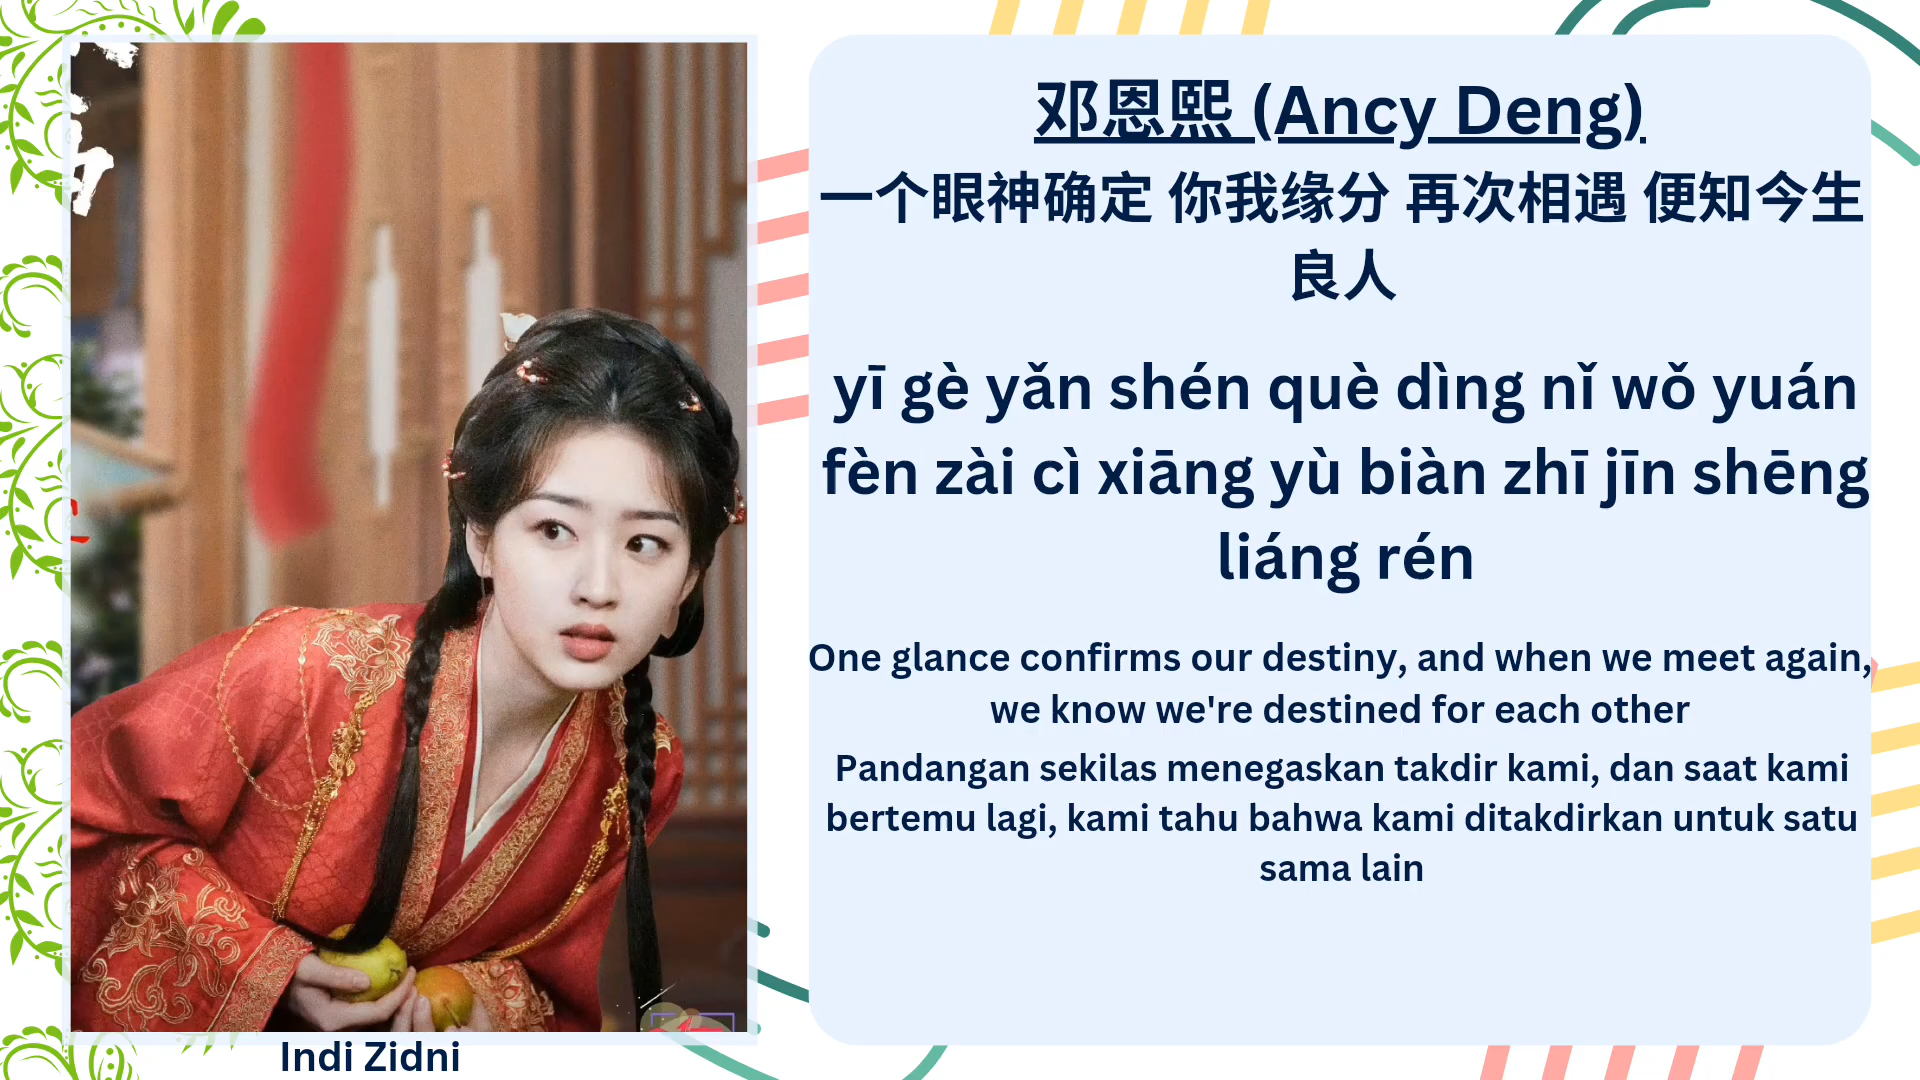 邓恩熙 (Ancy Deng)
一个眼神确定 你我缘分 再次相遇 便知今生
良人
yī gè yǎn shén què dìng nǐ wǒ yuán
fèn zài cì xiāng yù biàn zhī jīn shēng
liáng rén
One glance confirms our destiny, and when we meet again,
we know we're destined for each other
Pandangan sekilas menegaskan takdir kami, dan saat kami
bertemu lagi, kami tahu bahwa kami ditakdirkan untuk satu
sama lain
Indi Zidni